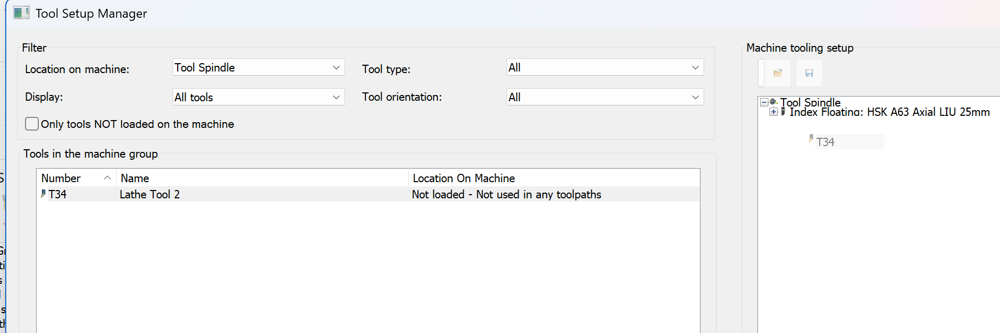 Tool Setup Manager
Filter
Location on machine: Tool Spindle Tool type: All
Display: All tools Tool orientation: All
Only tools NOT loaded on the machine
Tools in the machine group
Number Name Location On Machine
T34 Lathe Tool 2 Not loaded - Not used in any toolpaths
Machine tooling setup
Tool Spindle
Index Floating: HSK A63 Axial LIU 25mm
T34